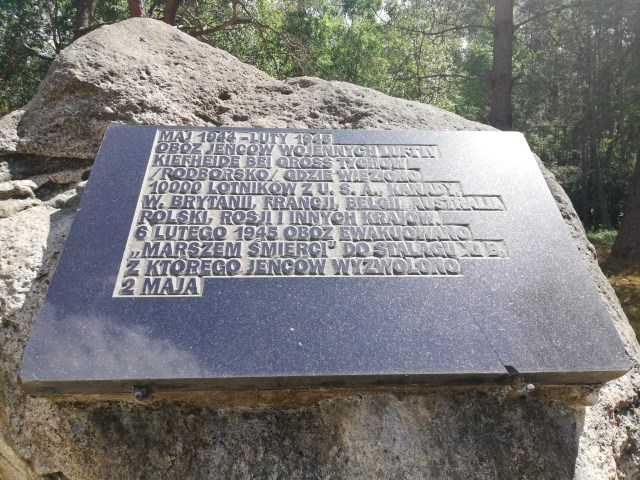 MAJ 1944 - LUTY 1945
OBÓZ JEŃCÓW WOJENNYCH LUFT IV
KIEFHEIDE BEI GROSS TYCHOW
/PODBORSKO/ GDZIE WIĘZIONO
10000 LOTNIKÓW Z U. S. A., KANADY,
W. BRYTANII, FRANCJI, BELGII, AUSTRALII,
POLSKI, ROSJI I INNYCH KRAJÓW
6 LUTEGO 1945 OBÓZ EWAKUOWANO
„MARSZEM ŚMIERCI” DO STALAGU XI B
Z KTÓREGO JEŃCÓW WYZWOLONO
2 MAJA